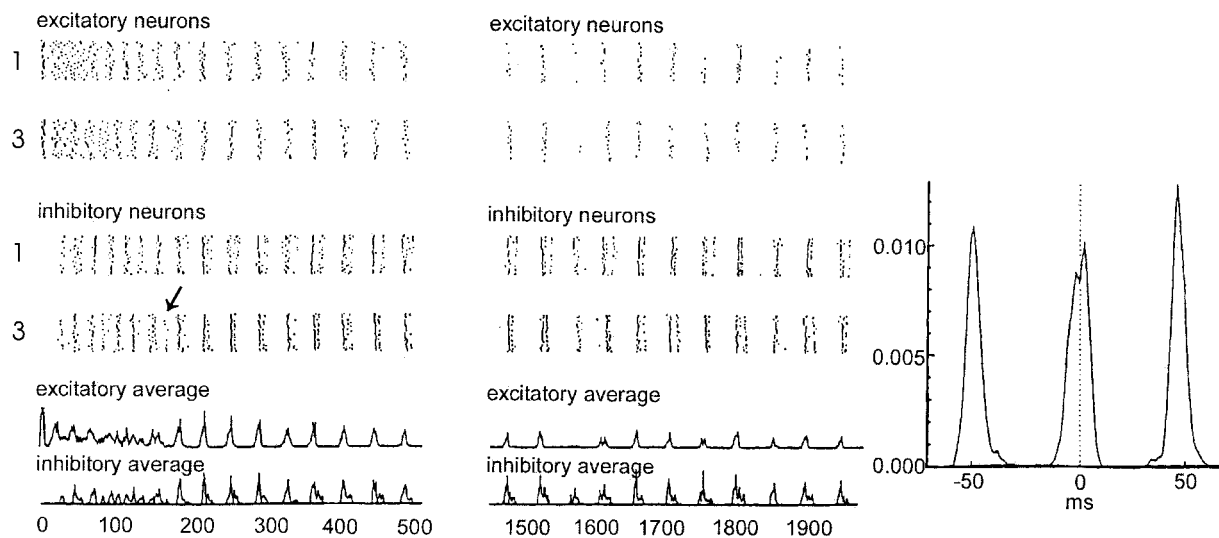 excitatory neurons
1
3
inhibitory neurons
1
3
excitatory average
inhibitory average
0 100 200 300 400 500
excitatory neurons
inhibitory neurons
excitatory average
inhibitory average
1500 1600 1700 1800 1900
0.010
0.005
0.000
-50 0 50
ms